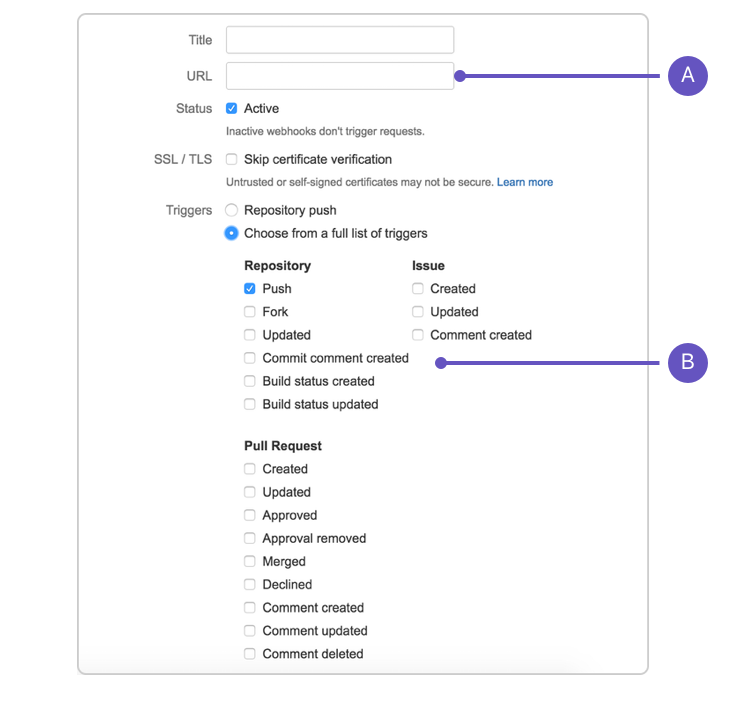 Title
URL
A
Status Active
Inactive webhooks don't trigger requests.
SSL / TLS Skip certificate verification
Untrusted or self-signed certificates may not be secure. Learn more
Triggers Repository push
Choose from a full list of triggers
Repository Issue
Push Created
Fork Updated
Updated Comment created
Commit comment created
B
Build status created
Build status updated
Pull Request
Created
Updated
Approved
Approval removed
Merged
Declined
Comment created
Comment updated
Comment deleted